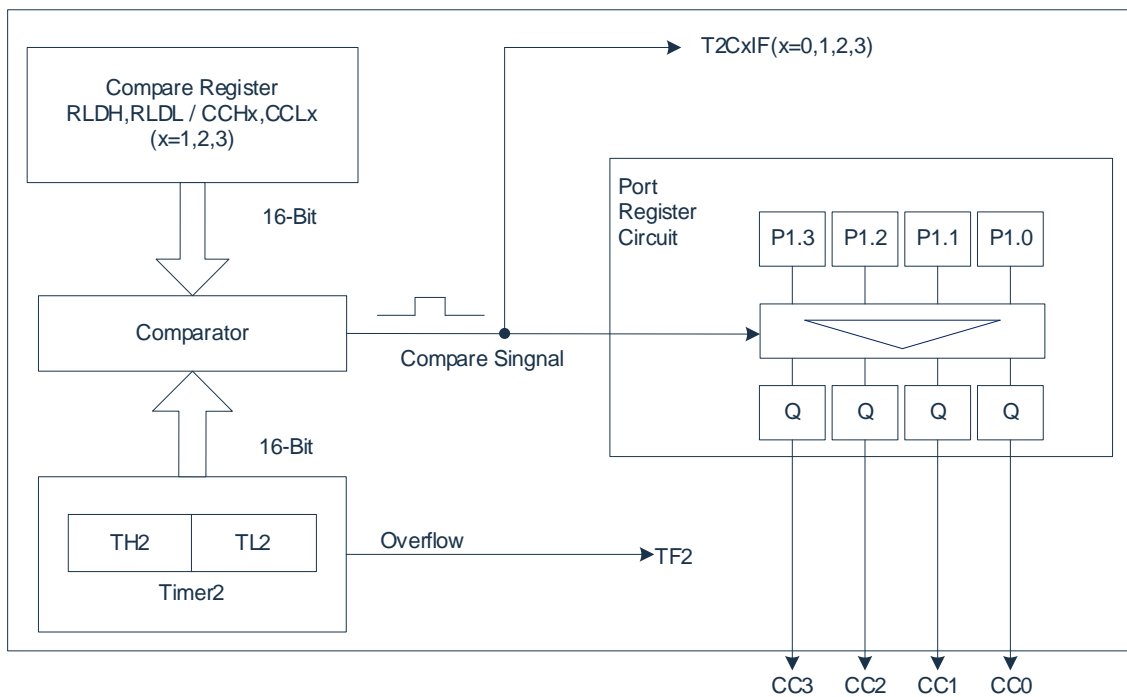 T2CxIF(x=0,1,2,3)
Compare Register
RLDH,RLDL / CCHx,CCLx
(x=1,2,3)
16-Bit
Port
Register
Circuit
P1.3 P1.2 P1.1 P1.0
Comparator
Compare Singnal
Q Q Q Q
16-Bit
TH2 TL2
Timer2
Overflow
TF2
CC3 CC2 CC1 CC0